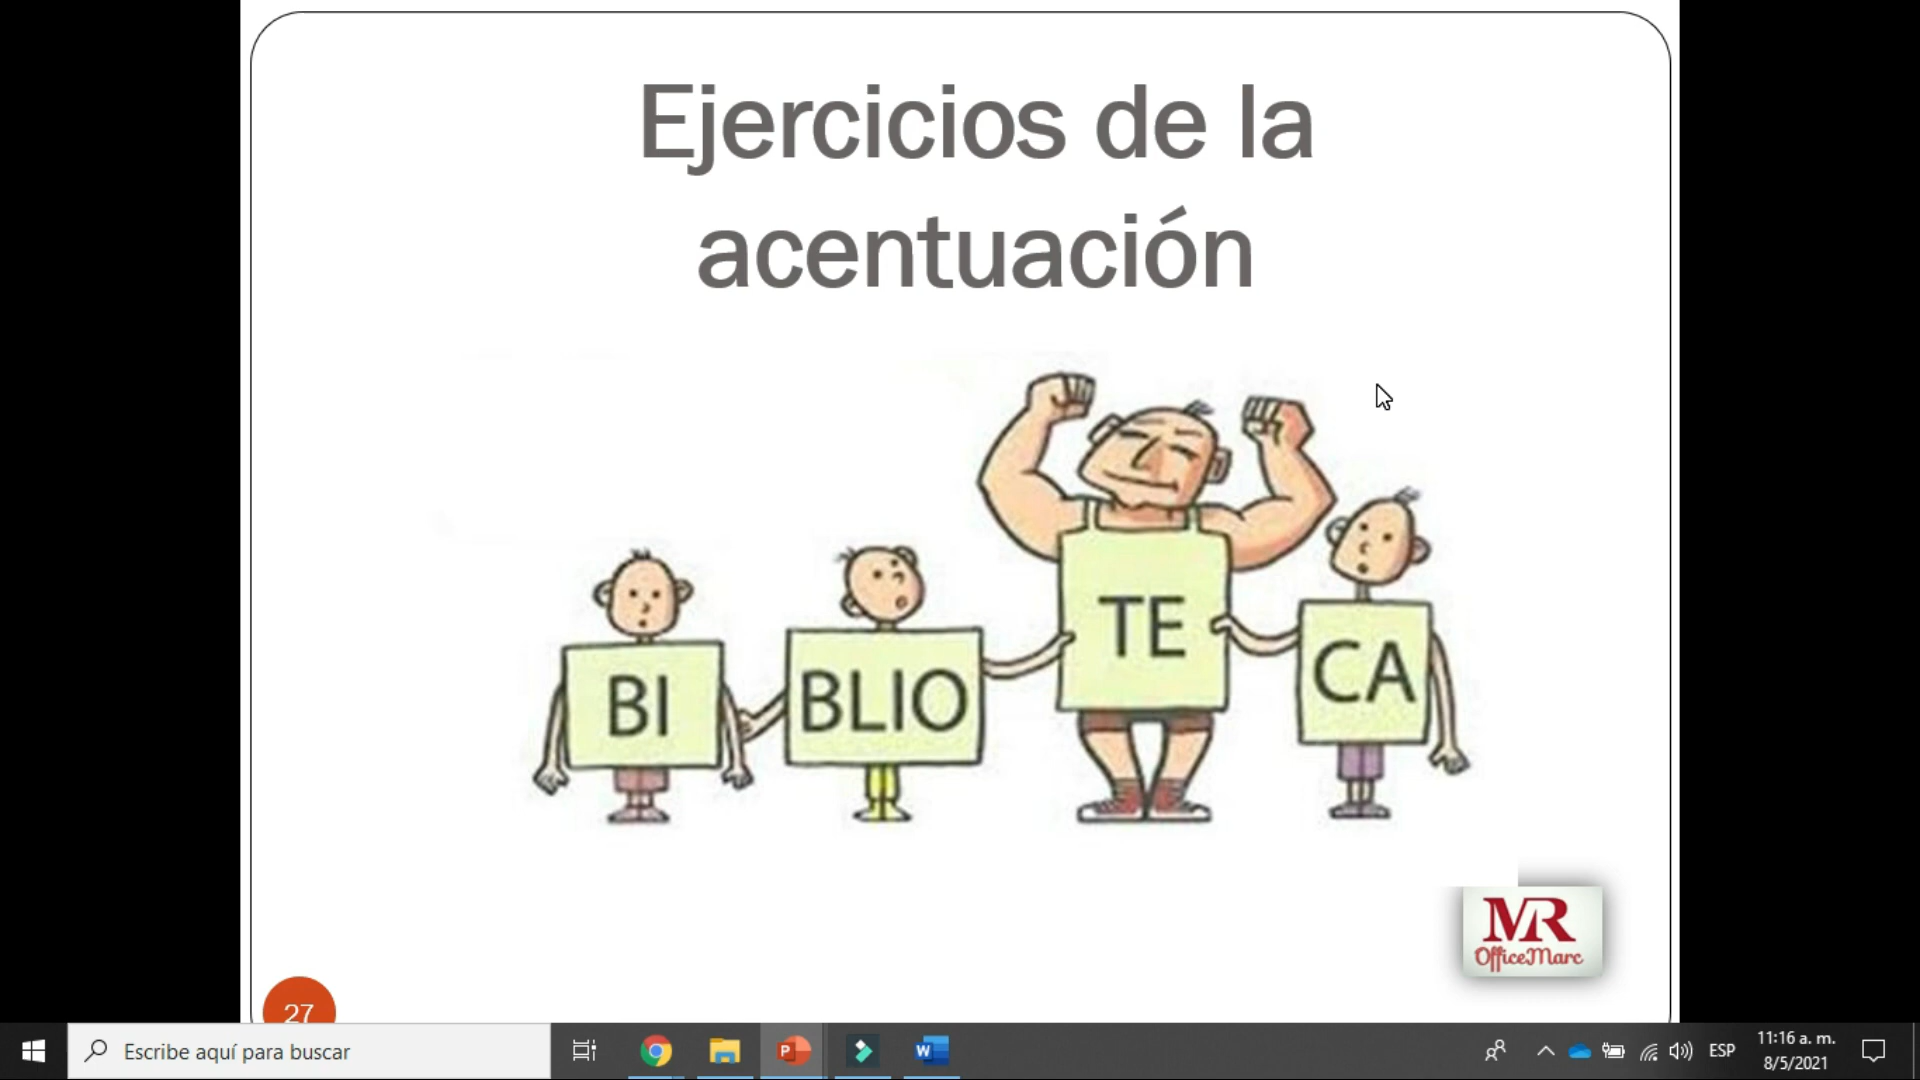 Ejercicios de la
acentuación
BI
BLIO
TE
CA
MR
OfficeMarc
27
Escribe aquí para buscar
ESP
11:16 a. m.
8/5/2021